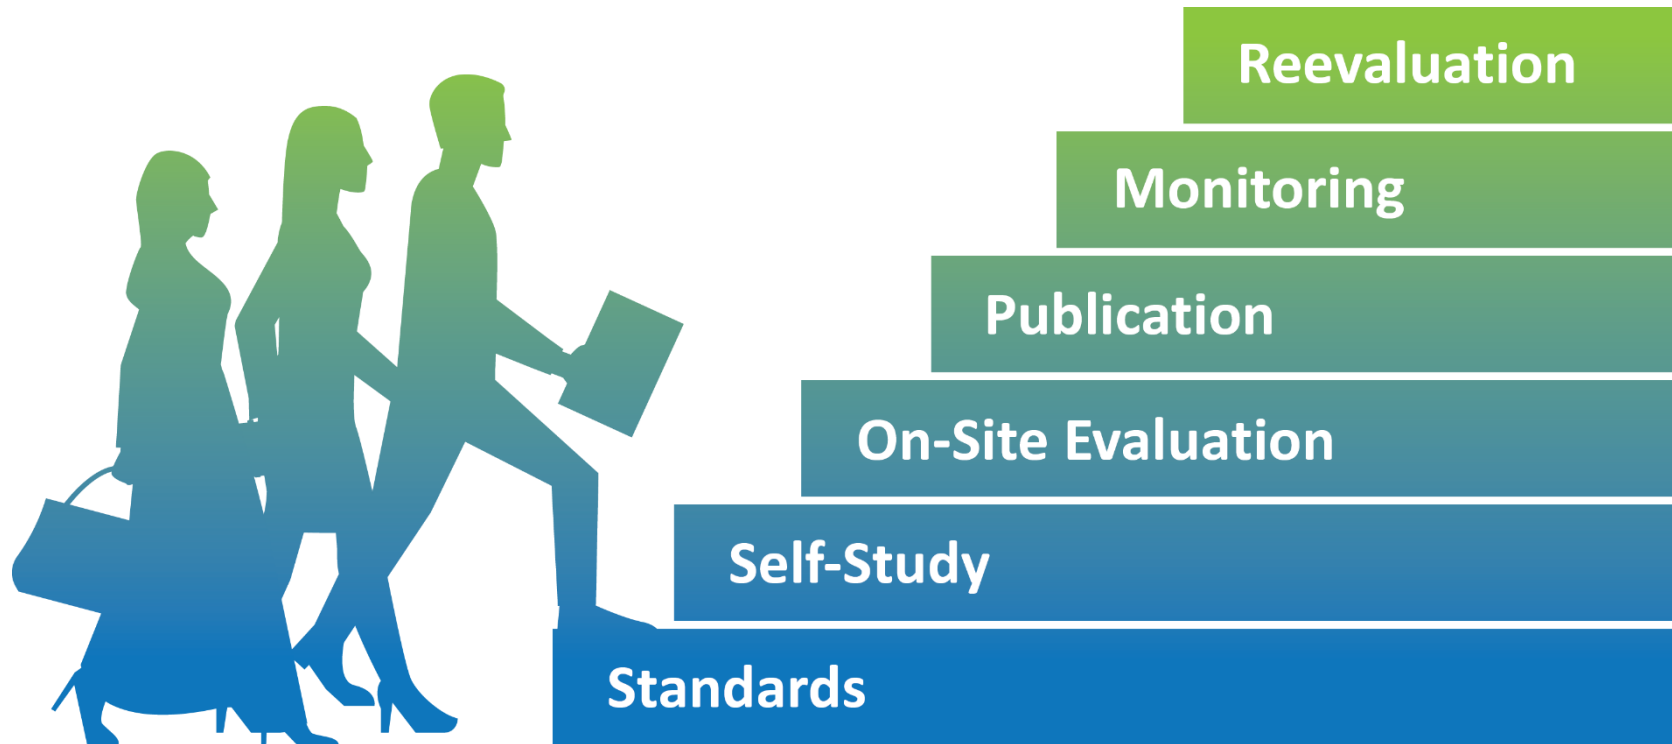 Reevaluation
Monitoring
Publication
On-Site Evaluation
Self-Study
Standards